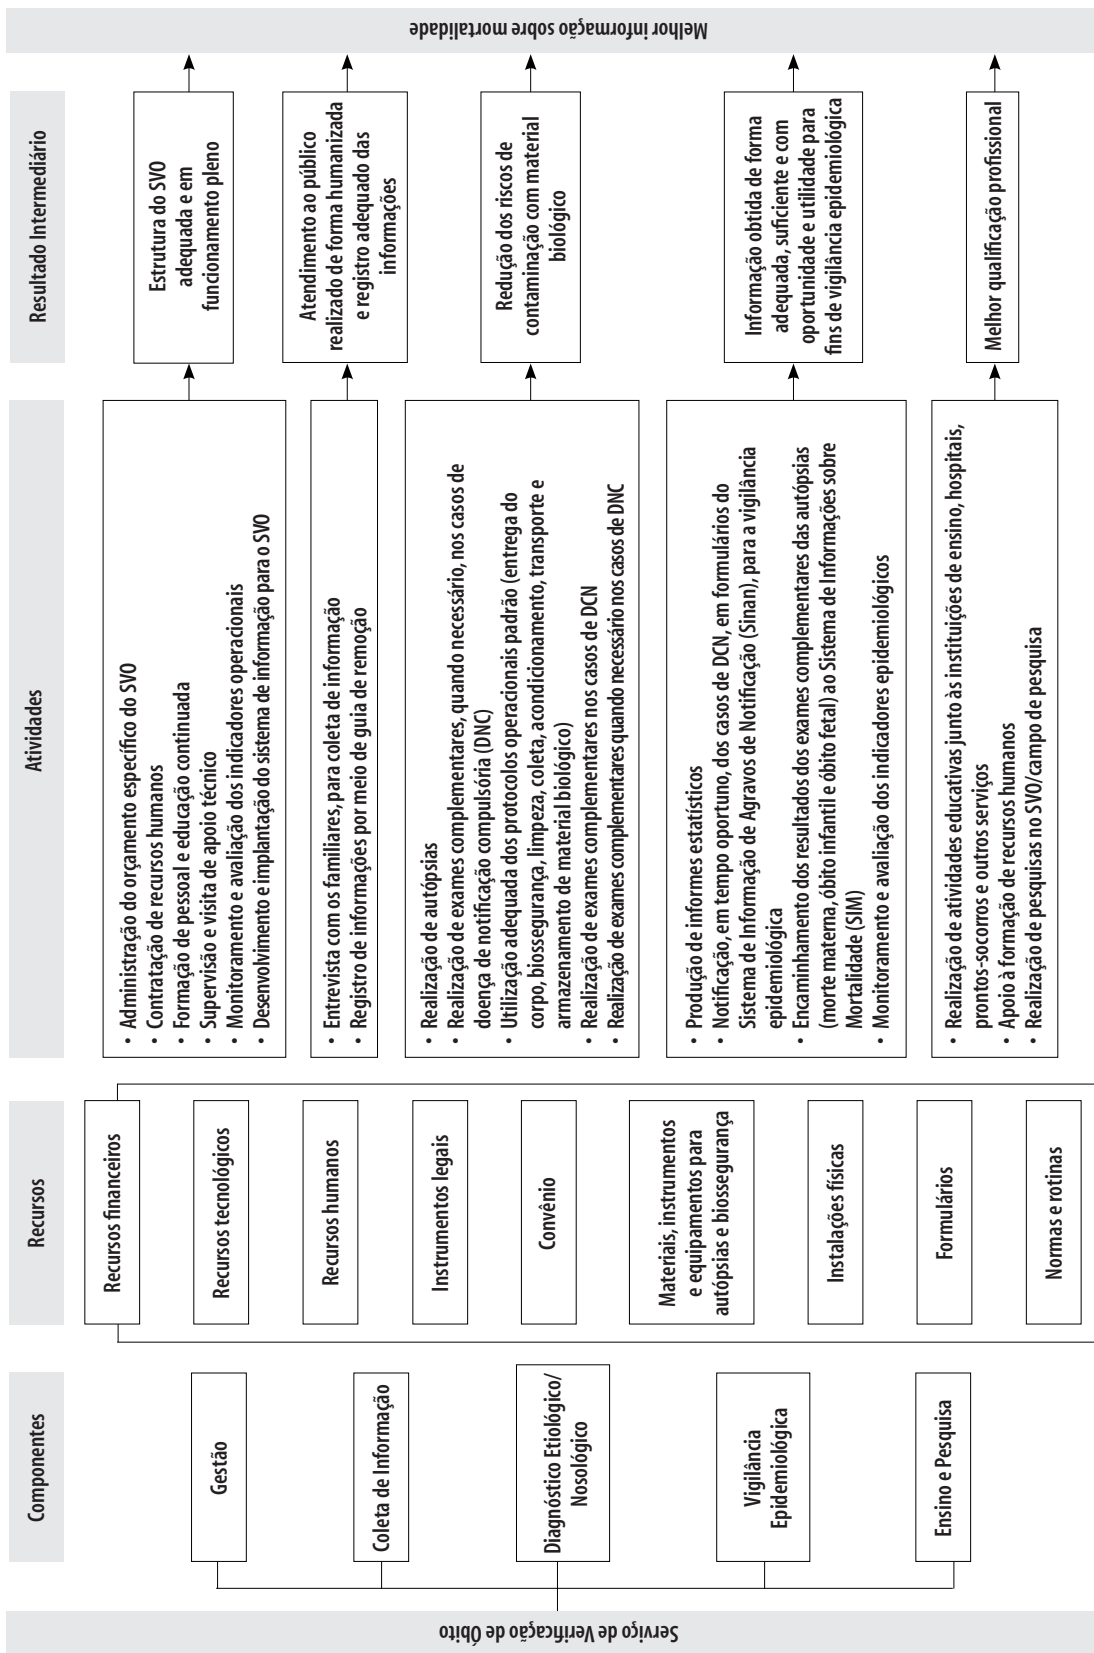 Serviço de Verificação de Óbito
Componentes
Gestão
Coleta de Informação
Diagnóstico Etiológico/
Nosológico
Vigilância
Epidemiológica
Ensino e Pesquisa
Recursos
Recursos financeiros
Recursos tecnológicos
Recursos humanos
Instrumentos legais
Convênio
Materiais, instrumentos
e equipamentos para
autópsias e biossegurança
Instalações físicas
Formulários
Normas e rotinas
Atividades
• Administração do orçamento específico do SVO
• Contratação de recursos humanos
• Formação de pessoal e educação continuada
• Supervisão e visita de apoio técnico
• Monitoramento e avaliação dos indicadores operacionais
• Desenvolvimento e implantação do sistema de informação para o SVO
• Entrevista com os familiares, para coleta de informação
• Registro de informações por meio de guia de remoção
• Realização de autópsias
• Realização de exames complementares, quando necessário, nos casos de
doença de notificação compulsória (DNC)
• Utilização adequada dos protocolos operacionais padrão (entrega do
corpo, biossegurança, limpeza, coleta, acondicionamento, transporte e
armazenamento de material biológico)
• Realização de exames complementares nos casos de DCN
• Realização de exames complementares quando necessário nos casos de DNC
• Produção de informes estatísticos
• Notificação, em tempo oportuno, dos casos de DCN, em formulários do
Sistema de Informação de Agravos de Notificação (Sinan), para a vigilância
epidemiológica
• Encaminhamento dos resultados dos exames complementares das autópsias
(morte materna, óbito infantil e óbito fetal) ao Sistema de Informações sobre
Mortalidade (SIM)
• Monitoramento e avaliação dos indicadores epidemiológicos
• Realização de atividades educativas junto às instituições de ensino, hospitais,
prontos-socorros e outros serviços
• Apoio à formação de recursos humanos
• Realização de pesquisas no SVO/campo de pesquisa
Resultado Intermediário
Estrutura do SVO
adequada e em
funcionamento pleno
Atendimento ao público
realizado de forma humanizada
e registro adequado das
informações
Redução dos riscos de
contaminação com material
biológico
Informação obtida de forma
adequada, suficiente e com
oportunidade e utilidade para
fins de vigilância epidemiológica
Melhor qualificação profissional
Melhor informação sobre mortalidade